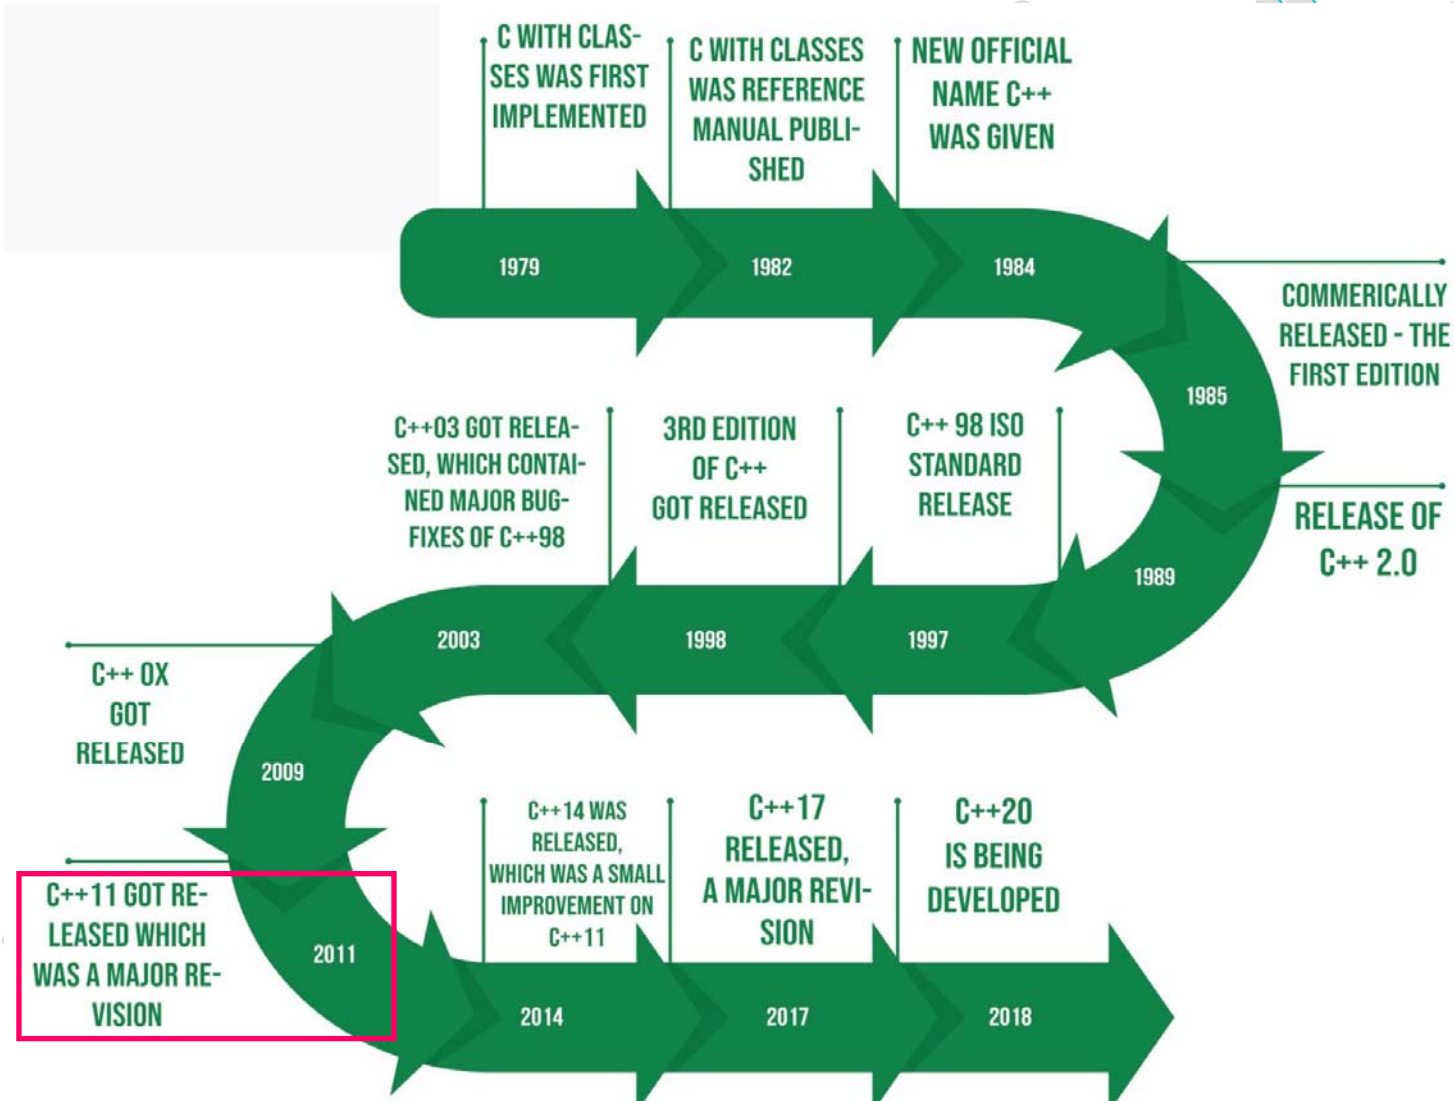 C WITH CLAS-
SES WAS FIRST
IMPLEMENTED
C WITH CLASSES
WAS REFERENCE
MANUAL PUBLI-
SHED
NEW OFFICIAL
NAME C++
WAS GIVEN
1979
1982
1984
COMMERICALLY
RELEASED - THE
FIRST EDITION
1985
RELEASE OF
C++ 2.0
1989
C++ 98 ISO
STANDARD
RELEASE
1997
3RD EDITION
OF C++
GOT RELEASED
1998
C++03 GOT RELEA-
SED, WHICH CONTAI-
NED MAJOR BUG-
FIXES OF C++98
2003
C++ 0X
GOT
RELEASED
2009
C++11 GOT RE-
LEASED WHICH
WAS A MAJOR RE-
VISION
2011
C++14 WAS
RELEASED,
WHICH WAS A SMALL
IMPROVEMENT ON
C++11
2014
C++17
RELEASED,
A MAJOR REVI-
SION
2017
C++20
IS BEING
DEVELOPED
2018